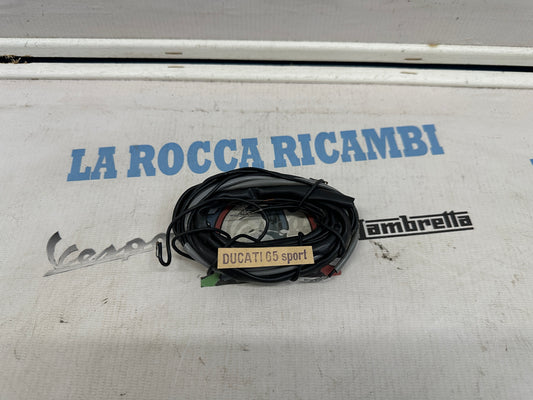 LA ROCCA RICAMBI
Vespa Lambretta
DUCATI 65 sport